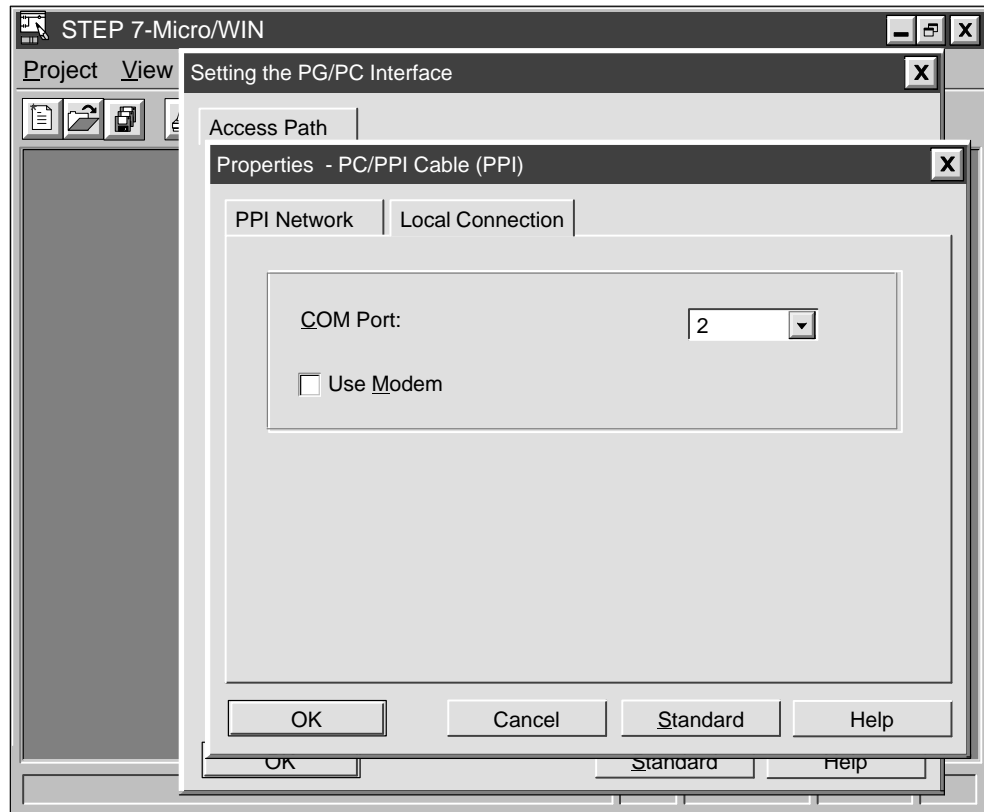 STEP 7-Micro/WIN
Project View
Setting the PG/PC Interface
Access Path
Properties - PC/PPI Cable (PPI)
PPI Network Local Connection
COM Port: 2
Use Modem
OK Cancel Standard Help
OK Standard Help